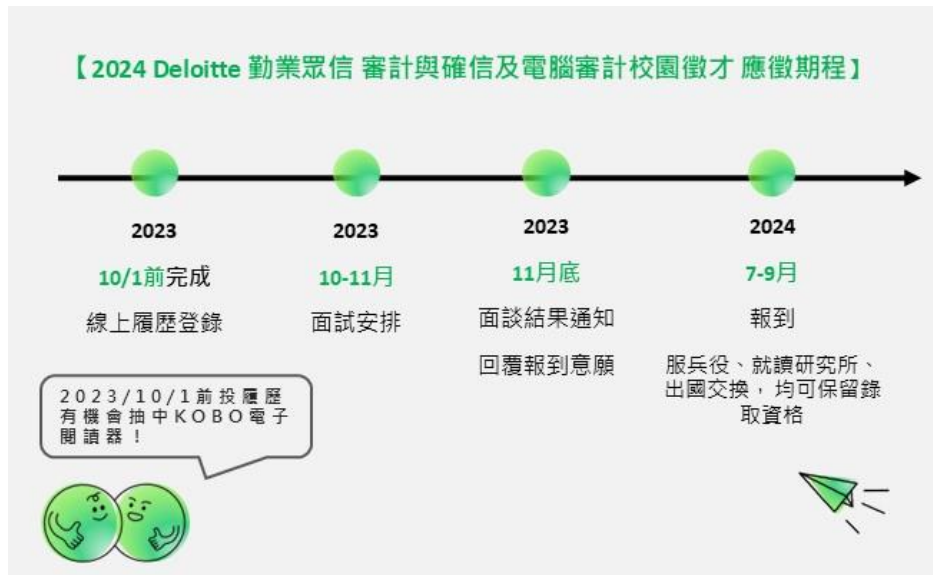 【2024 Deloitte 勤業眾信 審計與確信及電腦審計校園徵才 應徵期程】
2023
10/1前完成
線上履歷登錄
2023
10-11月
面試安排
2023
11月底
面談結果通知
回覆報到意願
2024
7-9月
報到
服兵役、就讀研究所、
出國交換，均可保留錄
取資格
2023/10/1前投履歷
有機會抽中KOBO電子
閱讀器！